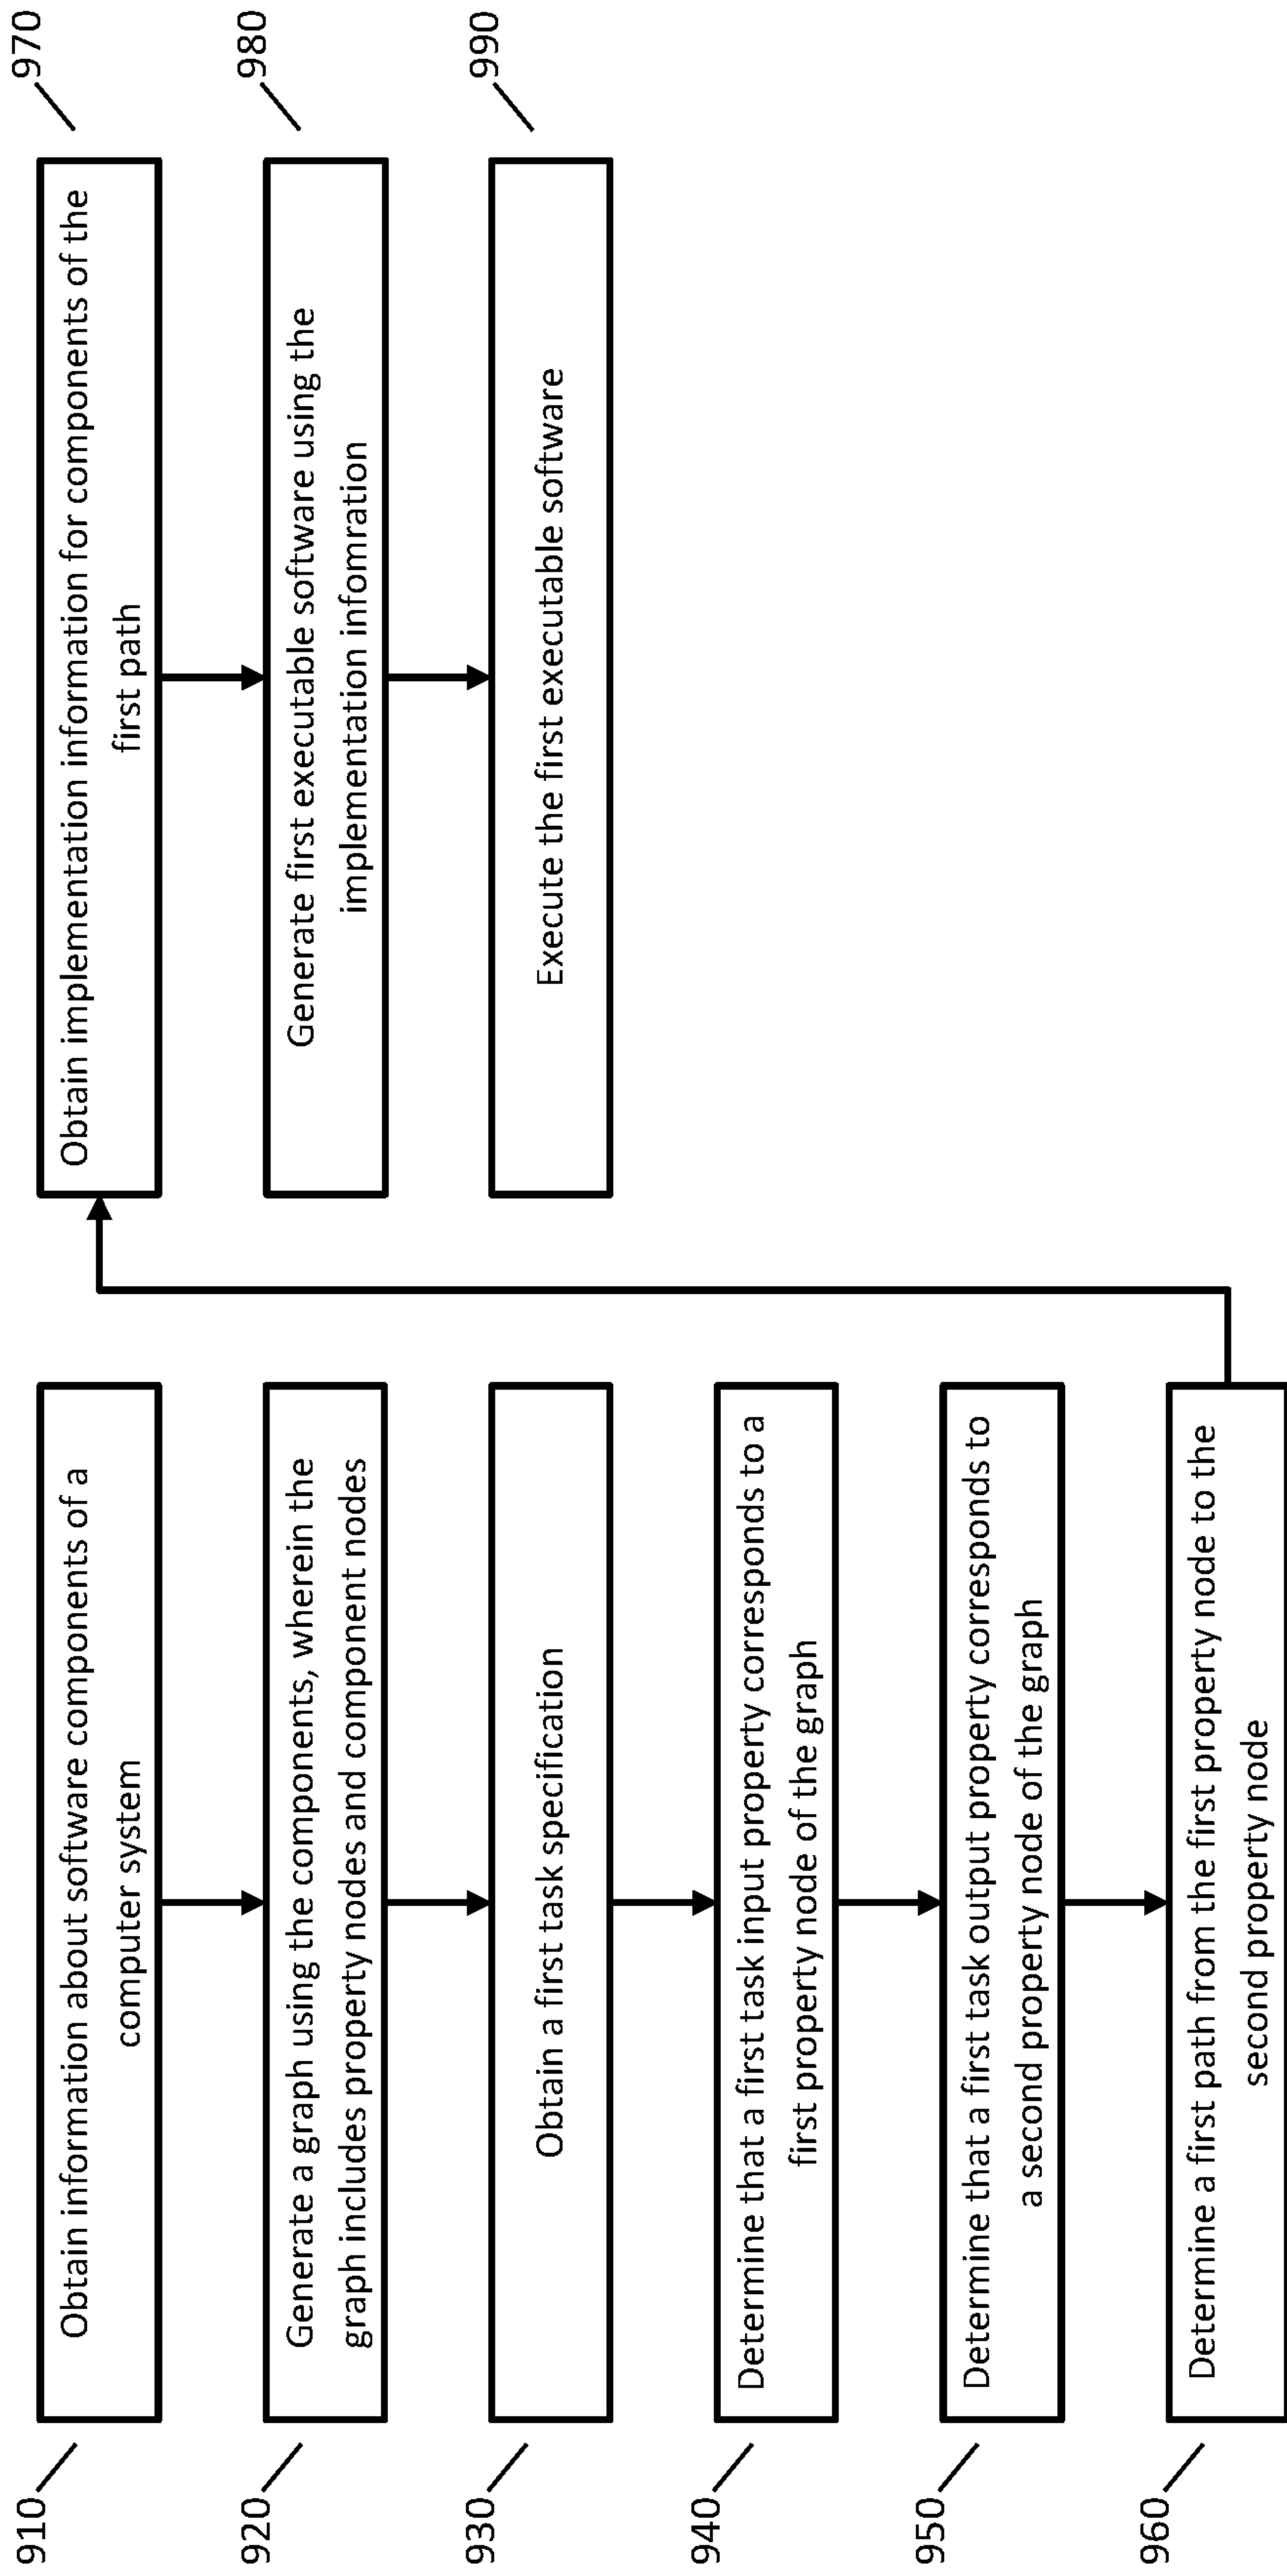 910
Obtain information about software components of a
computer system
920
Generate a graph using the components, wherein the
graph includes property nodes and component nodes
930
Obtain a first task specification
940
Determine that a first task input property corresponds to a
first property node of the graph
950
Determine that a first task output property corresponds to
a second property node of the graph
960
Determine a first path from the first property node to the
second property node
970
Obtain implementation information for components of the
first path
980
Generate first executable software using the
implementation infomration
990
Execute the first executable software